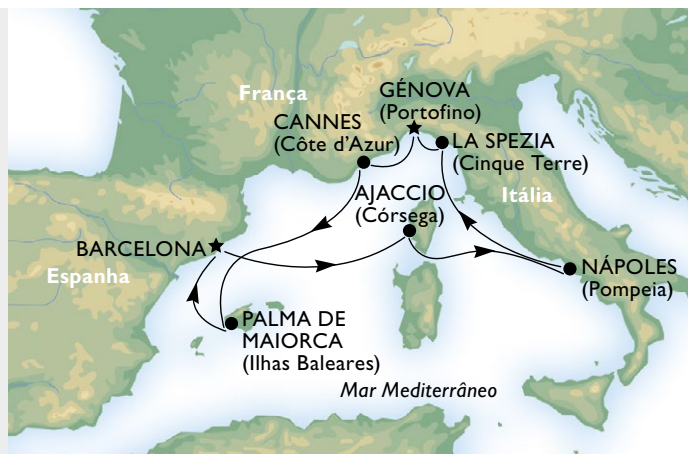 GÉNOVA
(Portofino)
França
CANNES
(Côte d'Azur)
LA SPEZIA
(Cinque Terre)
AJACCIO
(Córsega)
Itália
BARCELONA
Espanha
NÁPOLES
(Pompeia)
PALMA DE
MAIORCA
(Ilhas Baleares)
Mar Mediterrâneo